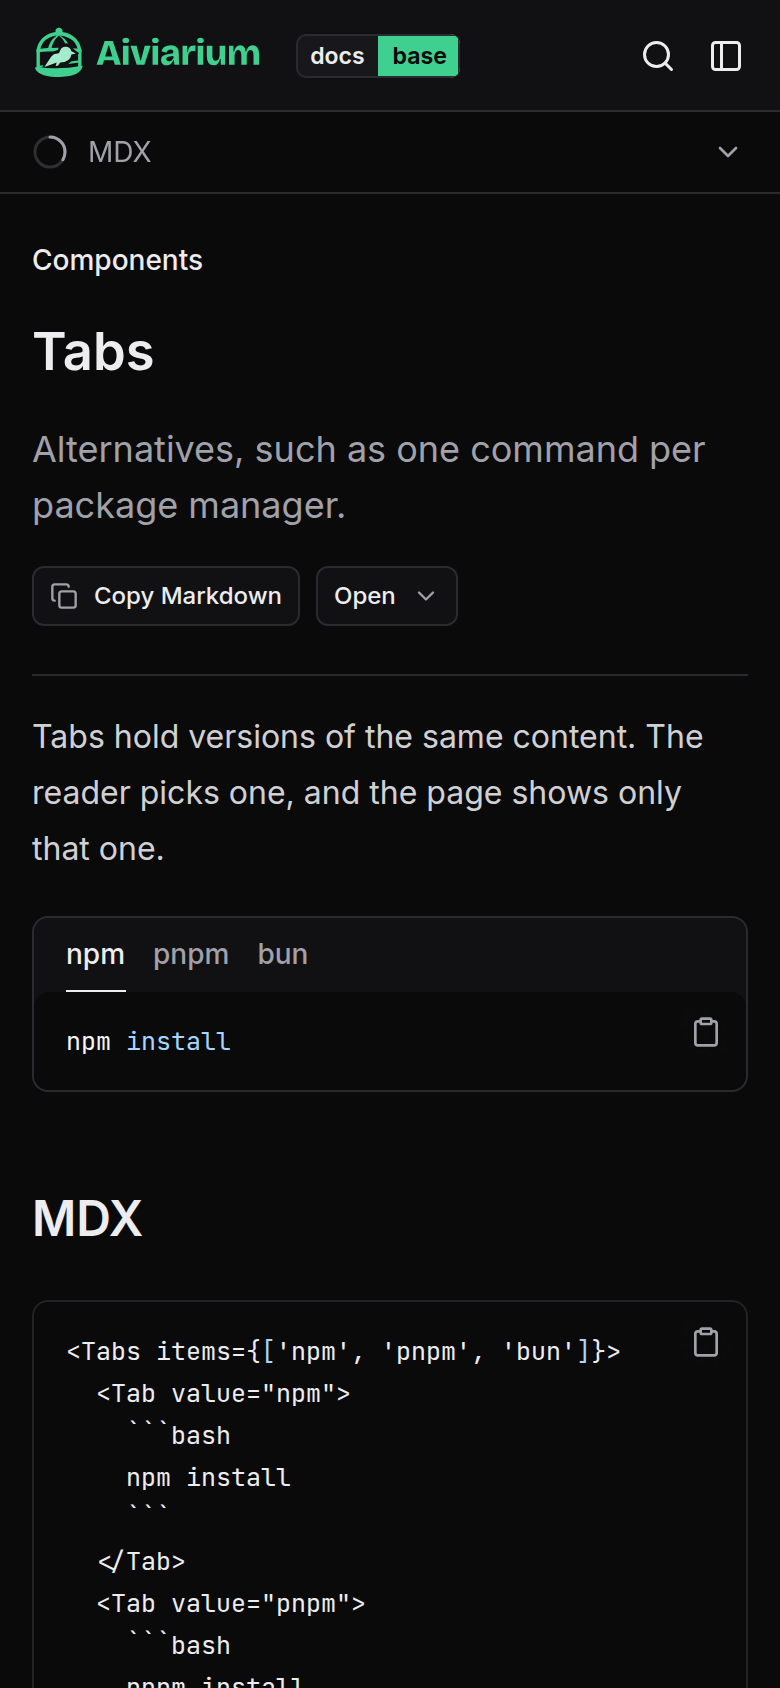 Aiviarium docs base
MDX
Components
Tabs
Alternatives, such as one command per
package manager.
Copy Markdown Open
Tabs hold versions of the same content. The
reader picks one, and the page shows only
that one.
npm pnpm bun
npm install
MDX
<Tabs items={['npm', 'pnpm', 'bun']}>
  <Tab value="npm">
    ```bash
    npm install
    ```
  </Tab>
  <Tab value="pnpm">
    ```bash
    pnpm install